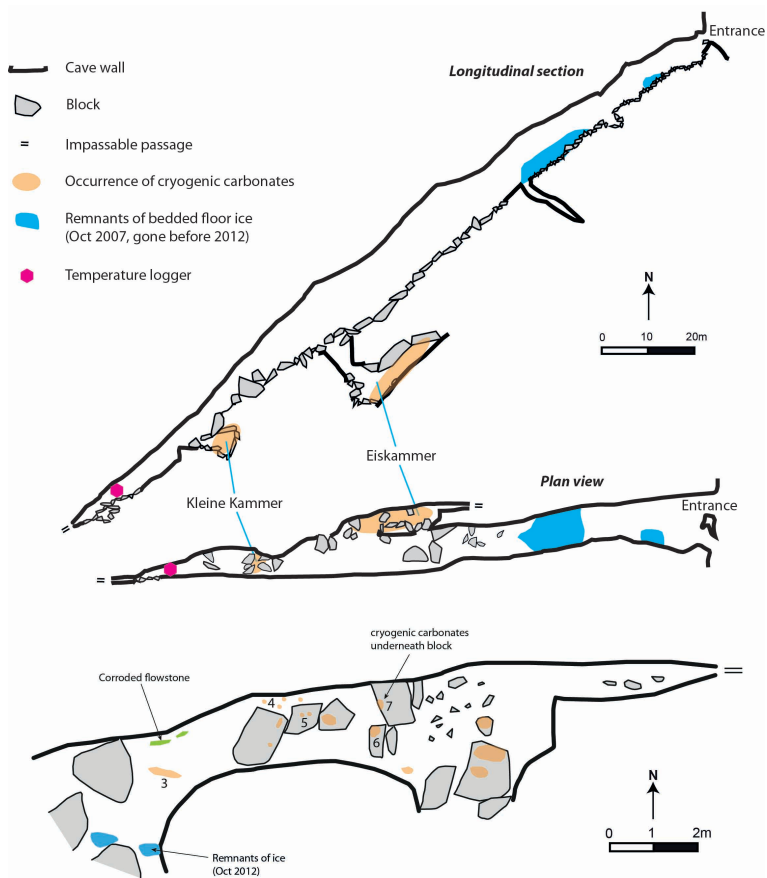 Entrance
Longitudinal section
Cave wall
Block
= Impassable passage
Occurrence of cryogenic carbonates
Remnants of bedded floor ice
(Oct 2007, gone before 2012)
Temperature logger
N
0 10 20m
Eiskammer
Kleine Kammer
Plan view
=
=
Entrance
=
cryogenic carbonates
underneath block
Corroded flowstone
4
5
7
6
3
=
N
0 1 2m
Remnants of ice
(Oct 2012)